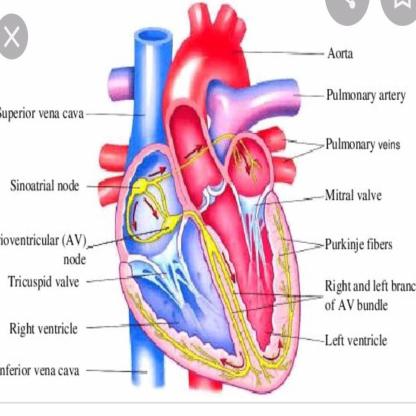 Aorta
Pulmonary artery
Superior vena cava
Pulmonary veins
Sinoatrial node
Mitral valve
rioventricular (AV)
node
Purkinje fibers
Tricuspid valve
Right and left branc
of AV bundle
Right ventricle
Left ventricle
nferior vena cava